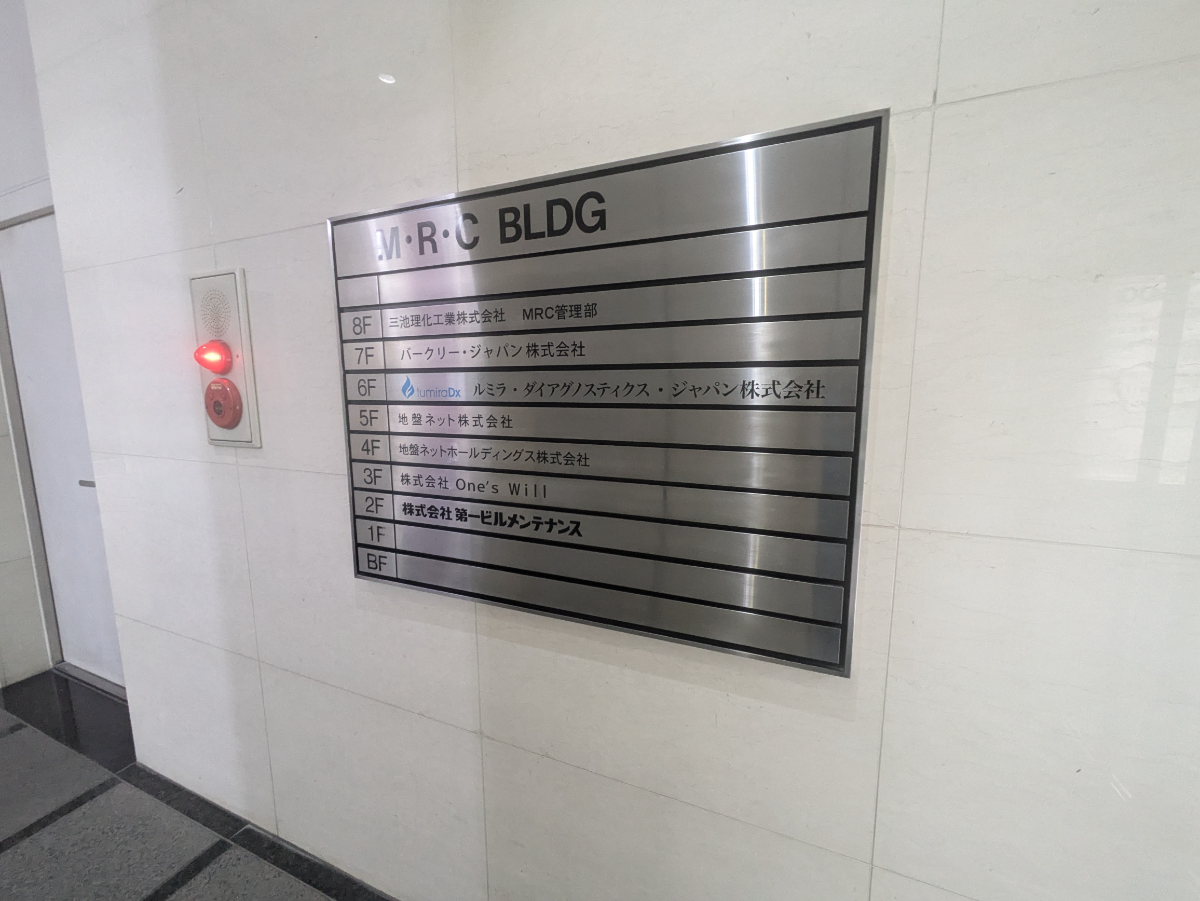 M・R・C BLDG
8F 三池理化工業株式会社 MRC管理部
7F バークリー・ジャパン株式会社
6F lumiraDx ルミラ・ダイアグノスティクス・ジャパン株式会社
5F 地盤ネット株式会社
4F 地盤ネットホールディングス株式会社
3F 株式会社 One's Will
2F 株式会社 第一ビルメンテナンス
1F
BF